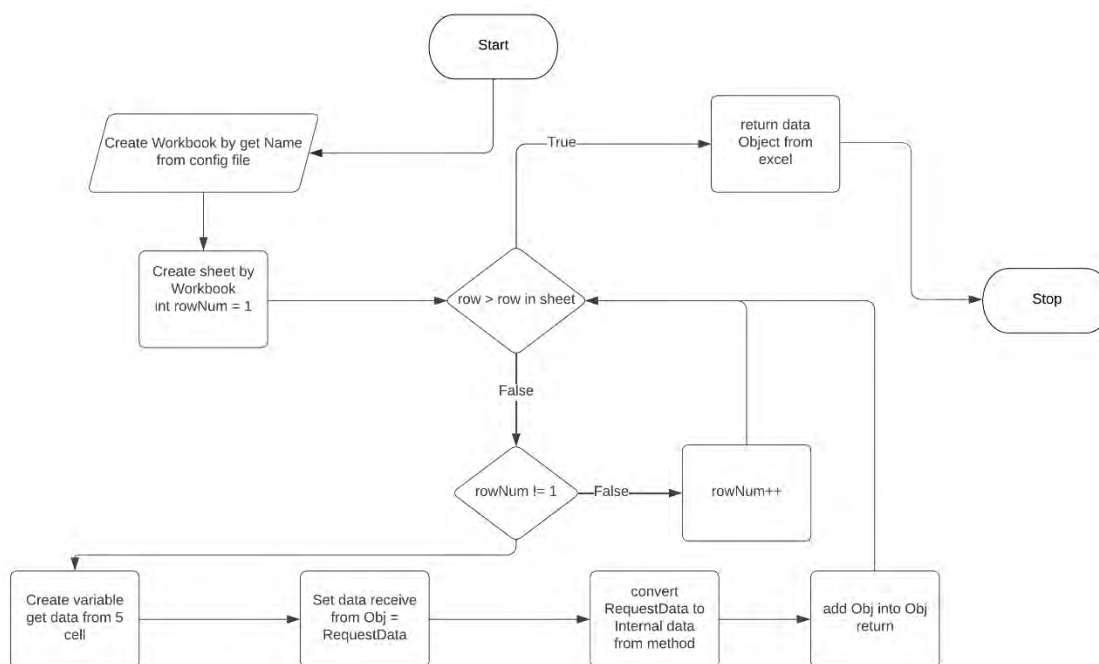 Start
Create Workbook by get Name
from config file
Create sheet by
Workbook
int rowNum = 1
row > row in sheet
True
return data
Object from
excel
Stop
False
rowNum != 1
False
rowNum++
Create variable
get data from 5
cell
Set data receive
from Obj =
RequestData
convert
RequestData to
Internal data
from method
add Obj into Obj
return